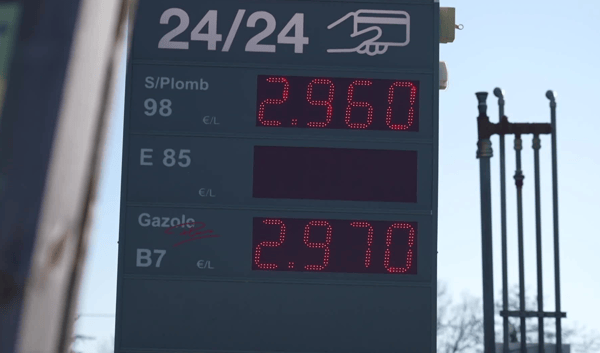 24/24
S/Plomb
98 €/L 2.960
E 85
€/L
Gazole
B7 €/L 2.970